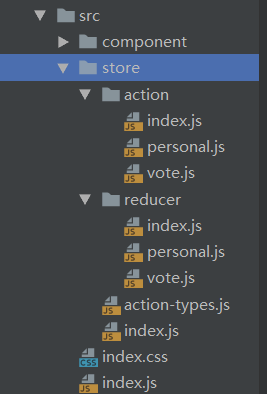 src
component
store
action
index.js
personal.js
vote.js
reducer
index.js
personal.js
vote.js
action-types.js
index.js
index.css
index.js